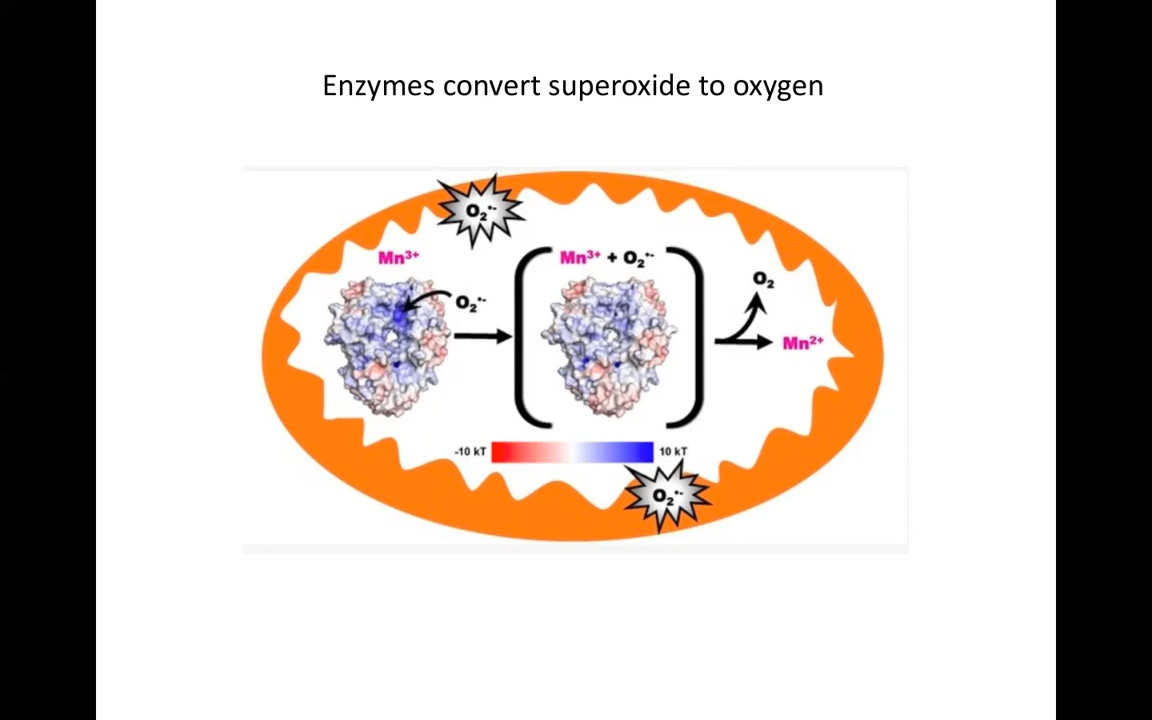 Enzymes convert superoxide to oxygen
O₂•-
Mn³⁺
Mn³⁺ + O₂•-
O₂•-
O₂
Mn²⁺
-10 kT
10 kT
O₂•-